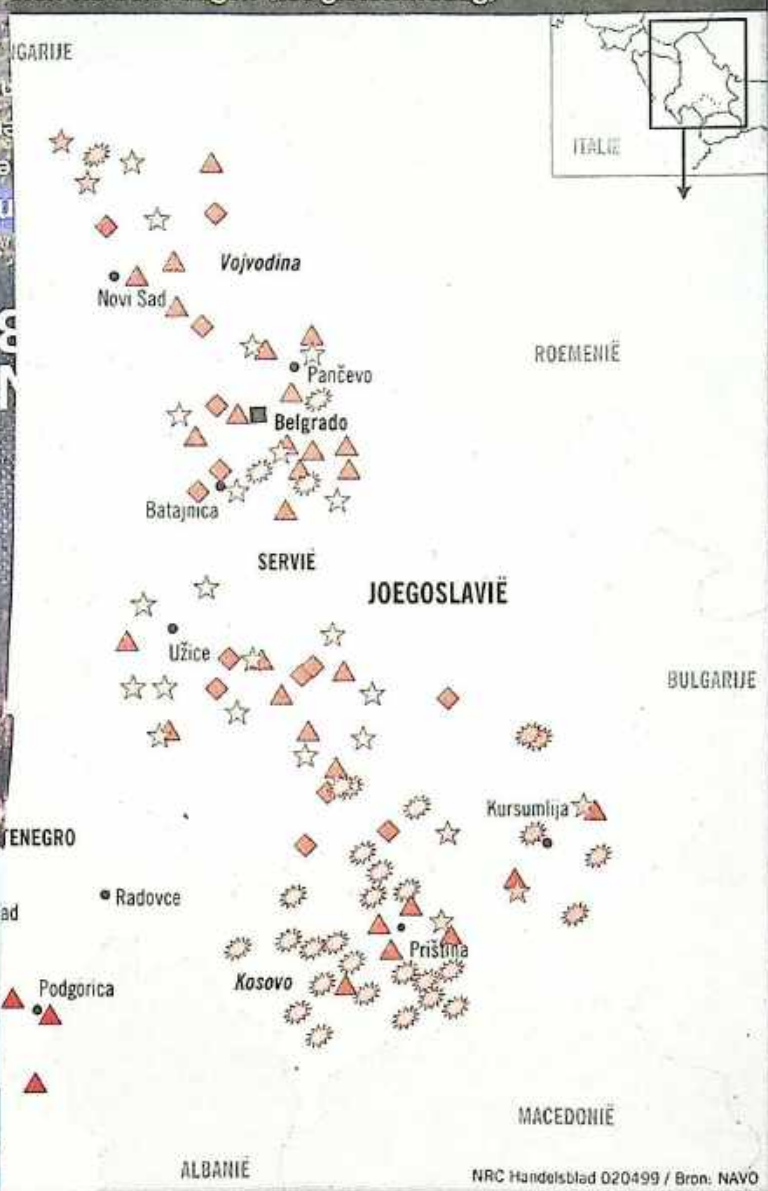 GARIJE
ITALIË
Vojvodina
Novi Sad
ROEMENIË
Pančevo
Belgrado
Batajnica
SERVIË
JOEGOSLAVIË
Užice
BULGARIJE
Kursumlija
TENEGRO
Radovce
ad
Priština
Kosovo
Podgorica
MACEDONIË
ALBANIË
NRC Handelsblad 020499 / Bron: NAVO